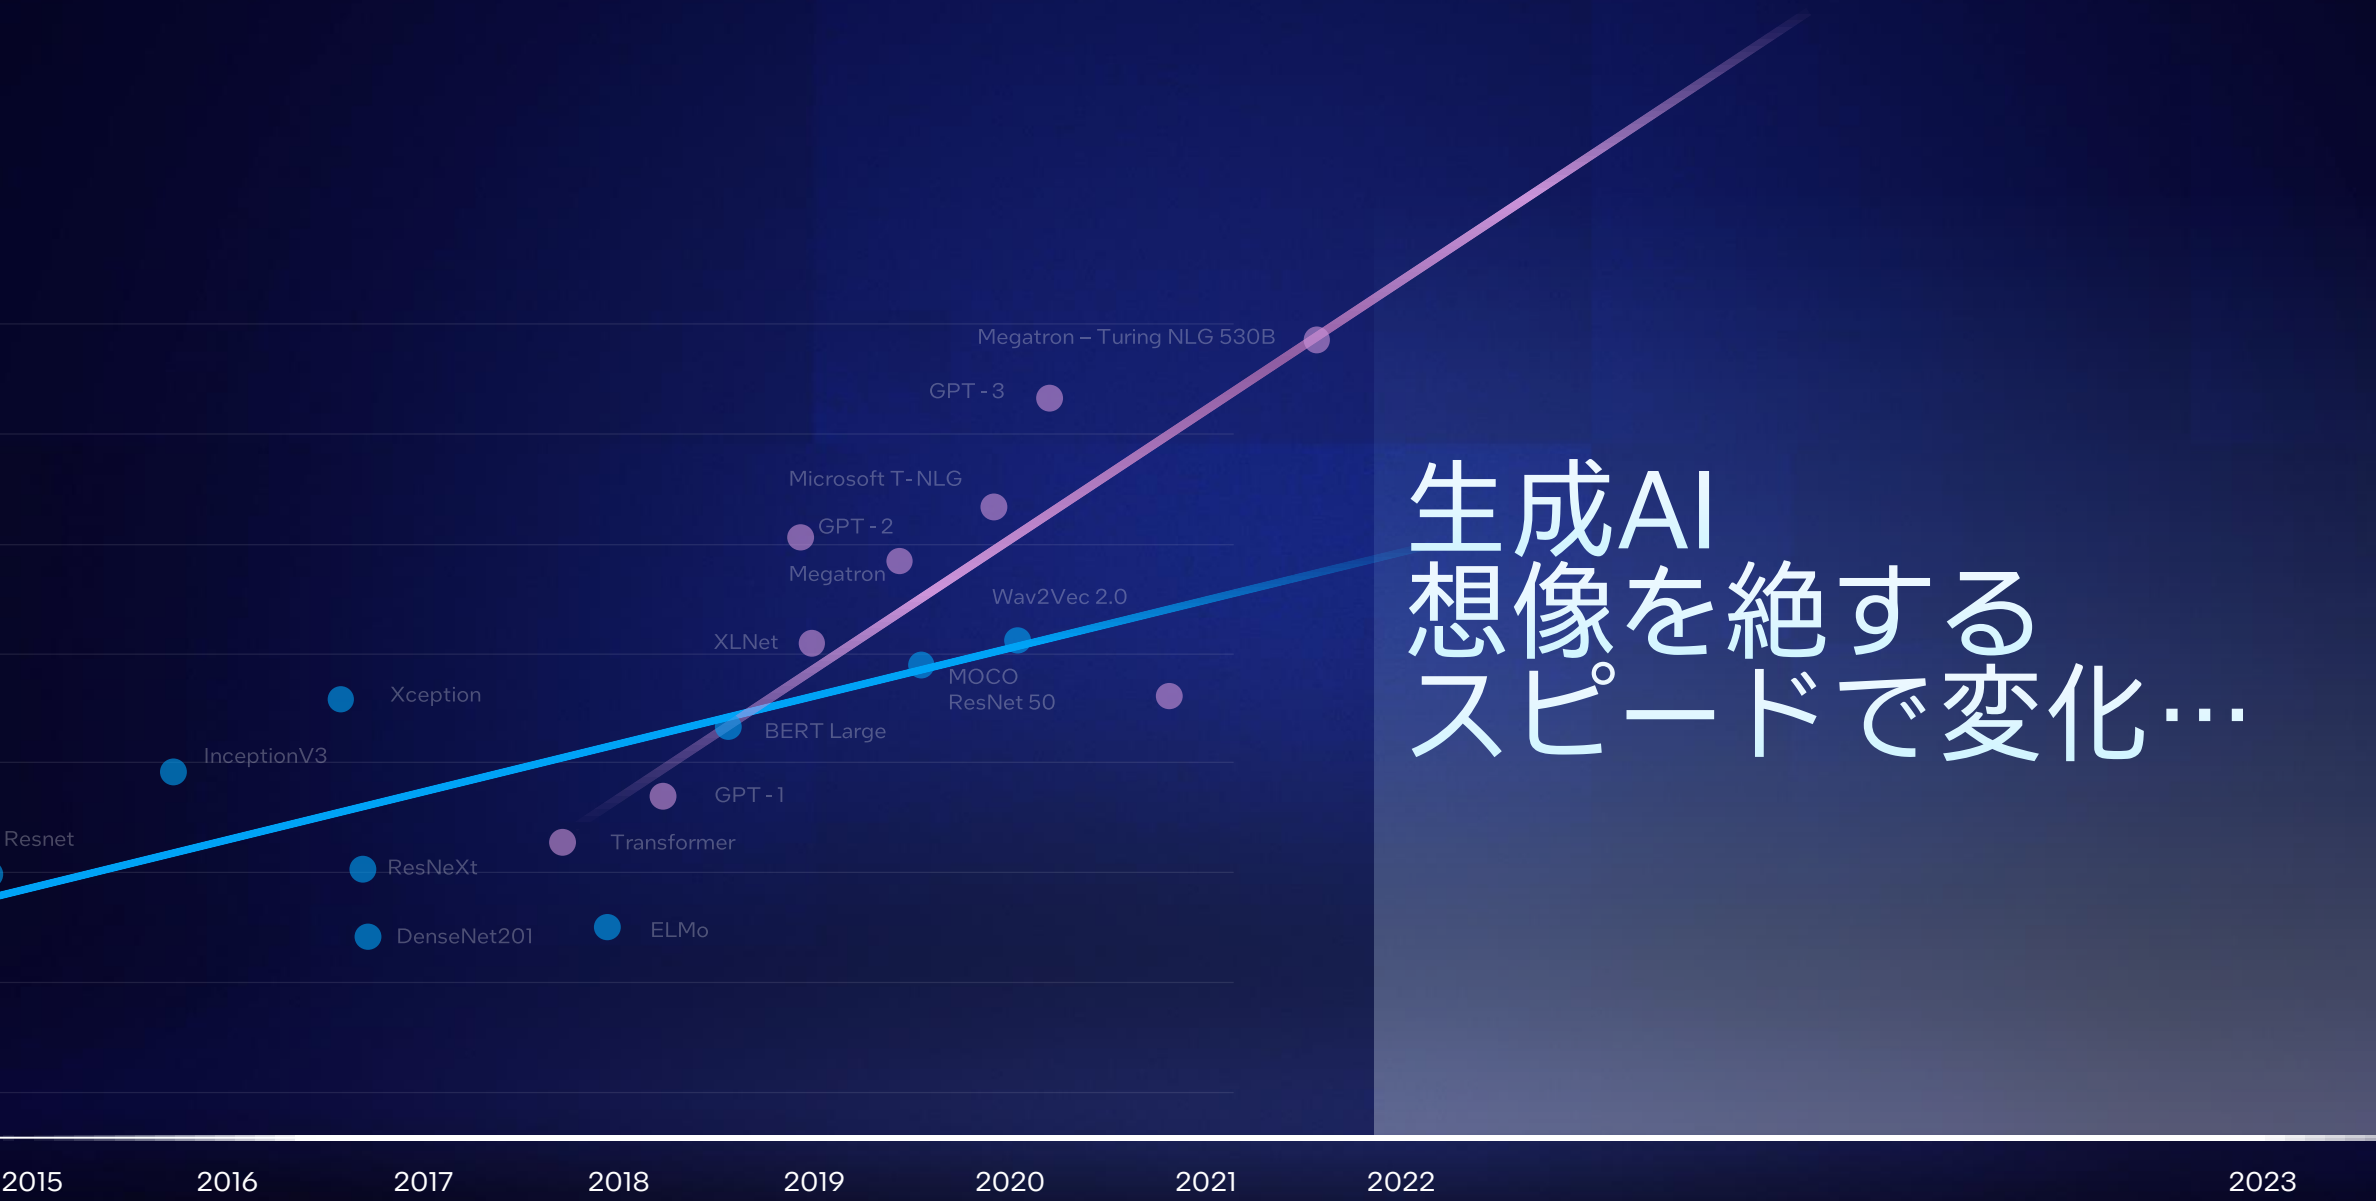 Megatron – Turing NLG 530B
GPT - 3
Microsoft T- NLG
GPT - 2
Megatron
Wav2Vec 2.0
XLNet
MOCO
ResNet 50
Xception
BERT Large
InceptionV3
GPT - 1
Resnet
Transformer
ResNeXt
ELMo
DenseNet201
生成AI
想像を絶する
スピードで変化…
2015 2016 2017 2018 2019 2020 2021 2022 2023